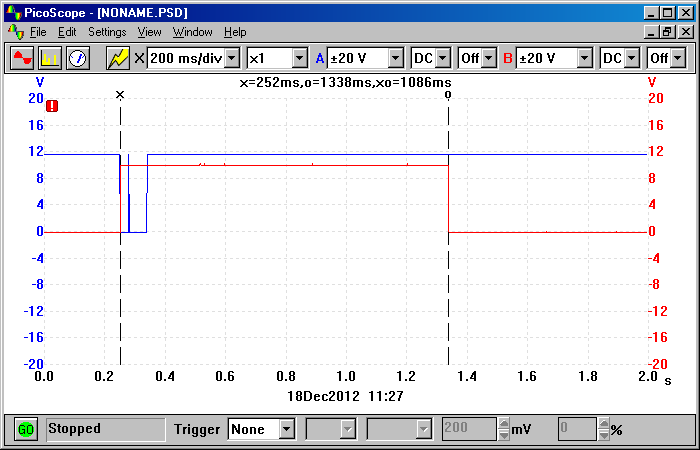 PicoScope - [NONAME.PSD]
File Edit Settings View Window Help
X 200 ms/div x1 A ±20 V DC Off B ±20 V DC Off
V x=252ms,o=1338ms,xo=1086ms V
20 x o 20
16 16
12 12
8 8
4 4
0 0
-4 -4
-8 -8
-12 -12
-16 -16
-20 -20
0.0 0.2 0.4 0.6 0.8 1.0 1.2 1.4 1.6 1.8 2.0 s
18Dec2012 11:27
GO Stopped Trigger None 200 mV 0 %